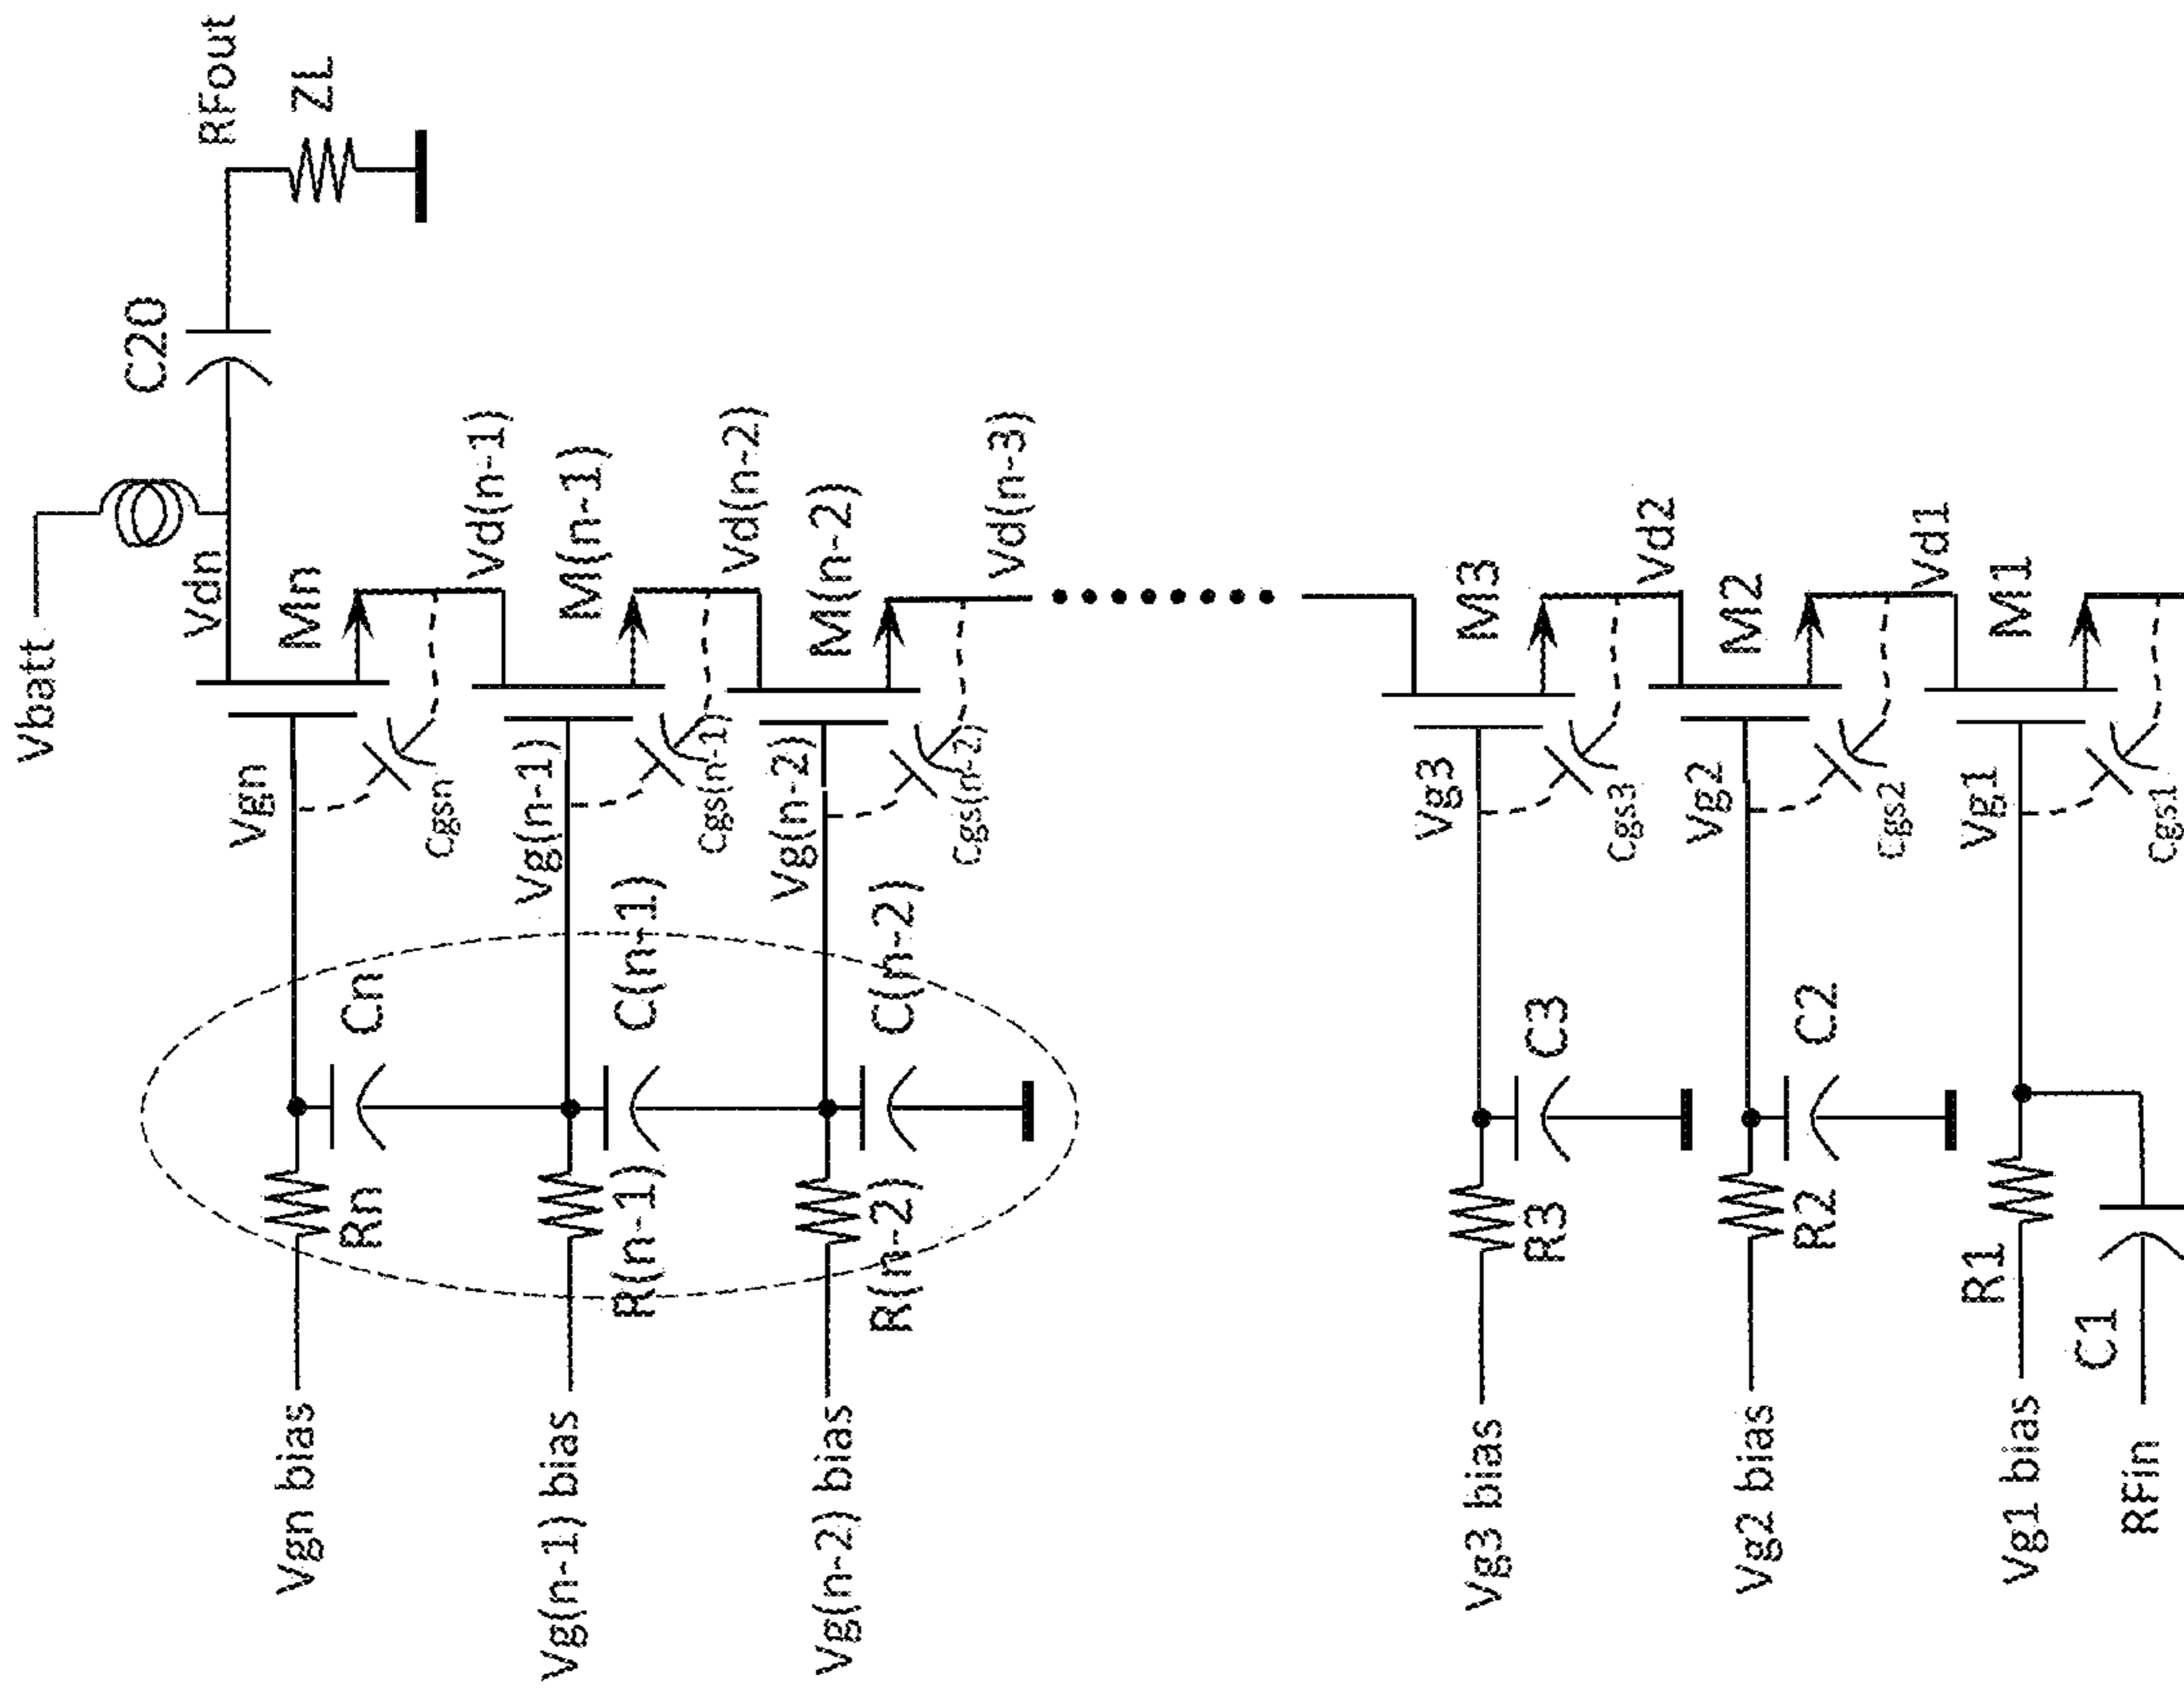 Vbatt
RFout
ZL
C20
Vdn
Mn
Vgn
Cgsn
Vd(n-1)
Cn
Rn
Vgn bias
M(n-1)
Vg(n-1)
Cgs(n-1)
Vd(n-2)
C(n-1)
R(n-1)
Vg(n-1) bias
M(n-2)
Vg(n-2)
Cgs(n-2)
Vd(n-3)
C(n-2)
R(n-2)
Vg(n-2) bias
M3
Vg3
Cgs3
Vd2
C3
R3
Vg3 bias
M2
Vg2
Cgs2
Vd1
C2
R2
Vg2 bias
M1
Vg1
Cgs1
R1
Vg1 bias
C1
RFin